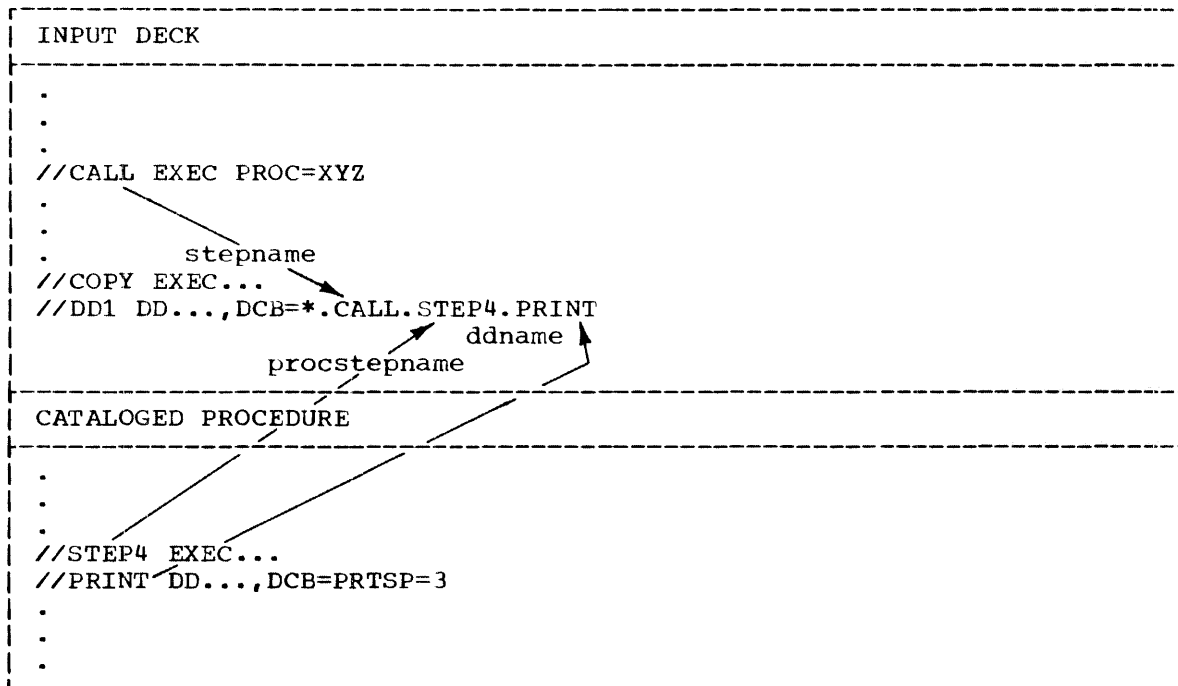 INPUT DECK
.
.
.
//CALL EXEC PROC=XYZ
.
.
.
stepname
//COPY EXEC...
//DD1 DD...,DCB=*.CALL.STEP4.PRINT
ddname
procstepname
CATALOGED PROCEDURE
.
.
.
//STEP4 EXEC...
//PRINT DD...,DCB=PRTSP=3
.
.
.